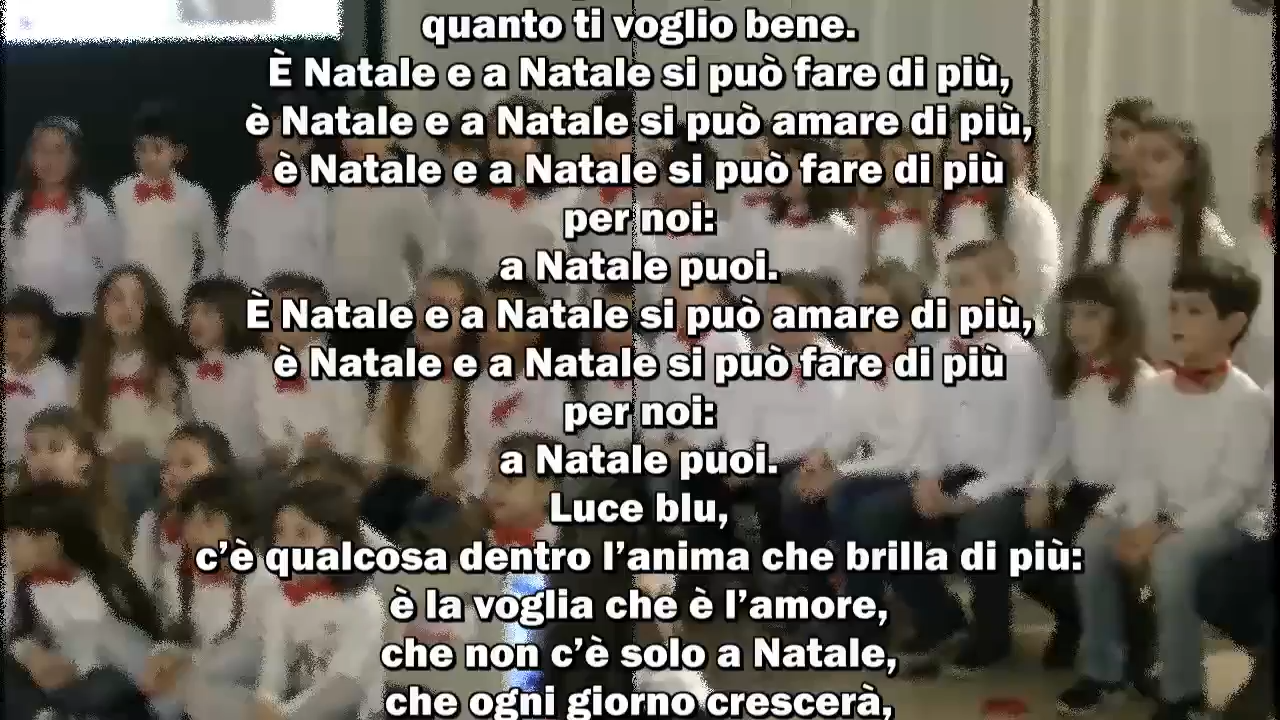 quanto ti voglio bene.
È Natale e a Natale si può fare di più,
è Natale e a Natale si può amare di più,
è Natale e a Natale si può fare di più
per noi:
a Natale puoi.
È Natale e a Natale si può amare di più,
è Natale e a Natale si può fare di più
per noi:
a Natale puoi.
Luce blu,
c’è qualcosa dentro l’anima che brilla di più:
è la voglia che è l’amore,
che non c’è solo a Natale,
che ogni giorno crescerà,